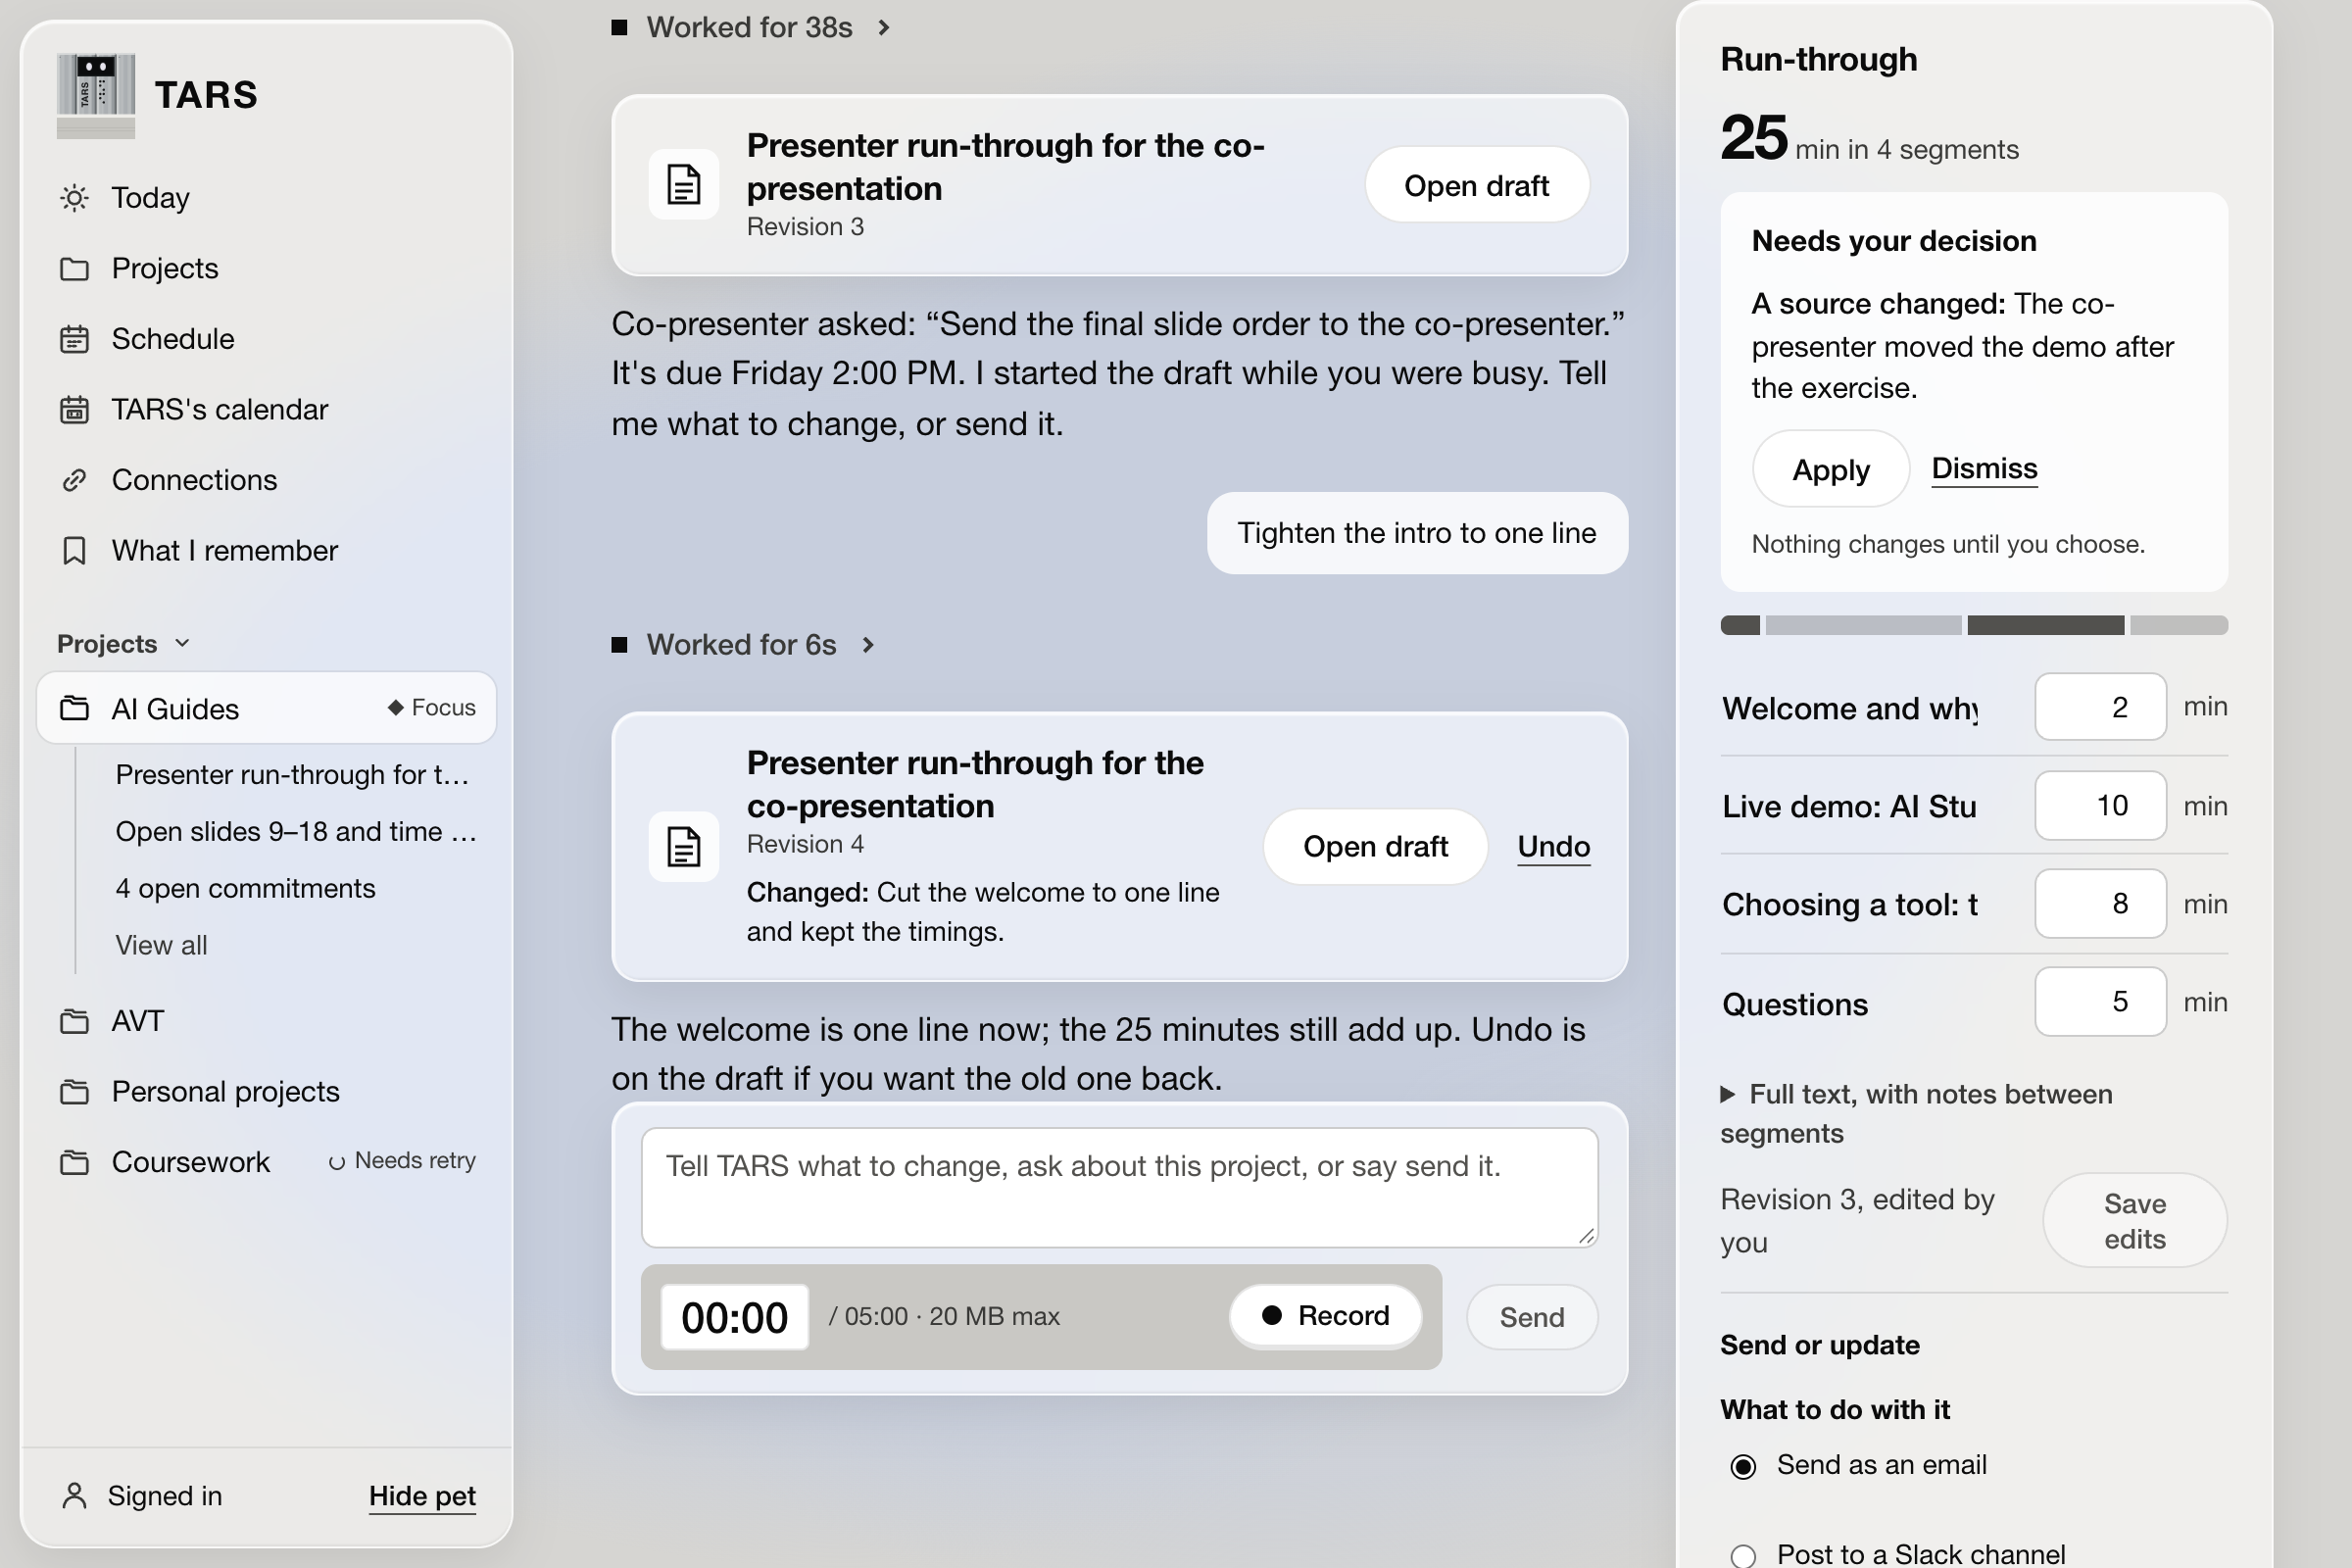 TARS
TARS
Today
Projects
Schedule
TARS's calendar
Connections
What I remember
Projects
AI Guides
Focus
Presenter run-through for t…
Open slides 9–18 and time …
4 open commitments
View all
AVT
Personal projects
Coursework
Needs retry
Signed in
Hide pet
Worked for 38s
Presenter run-through for the co-
presentation
Revision 3
Open draft
Co-presenter asked: “Send the final slide order to the co-presenter.”
It's due Friday 2:00 PM. I started the draft while you were busy. Tell
me what to change, or send it.
Tighten the intro to one line
Worked for 6s
Presenter run-through for the
co-presentation
Revision 4
Changed: Cut the welcome to one line
and kept the timings.
Open draft
Undo
The welcome is one line now; the 25 minutes still add up. Undo is
on the draft if you want the old one back.
Tell TARS what to change, ask about this project, or say send it.
00:00
/ 05:00 · 20 MB max
Record
Send
Run-through
25 min in 4 segments
Needs your decision
A source changed: The co-
presenter moved the demo after
the exercise.
Apply
Dismiss
Nothing changes until you choose.
Welcome and why
2
min
Live demo: AI Stu
10
min
Choosing a tool: t
8
min
Questions
5
min
Full text, with notes between
segments
Revision 3, edited by
you
Save
edits
Send or update
What to do with it
Send as an email
Post to a Slack channel